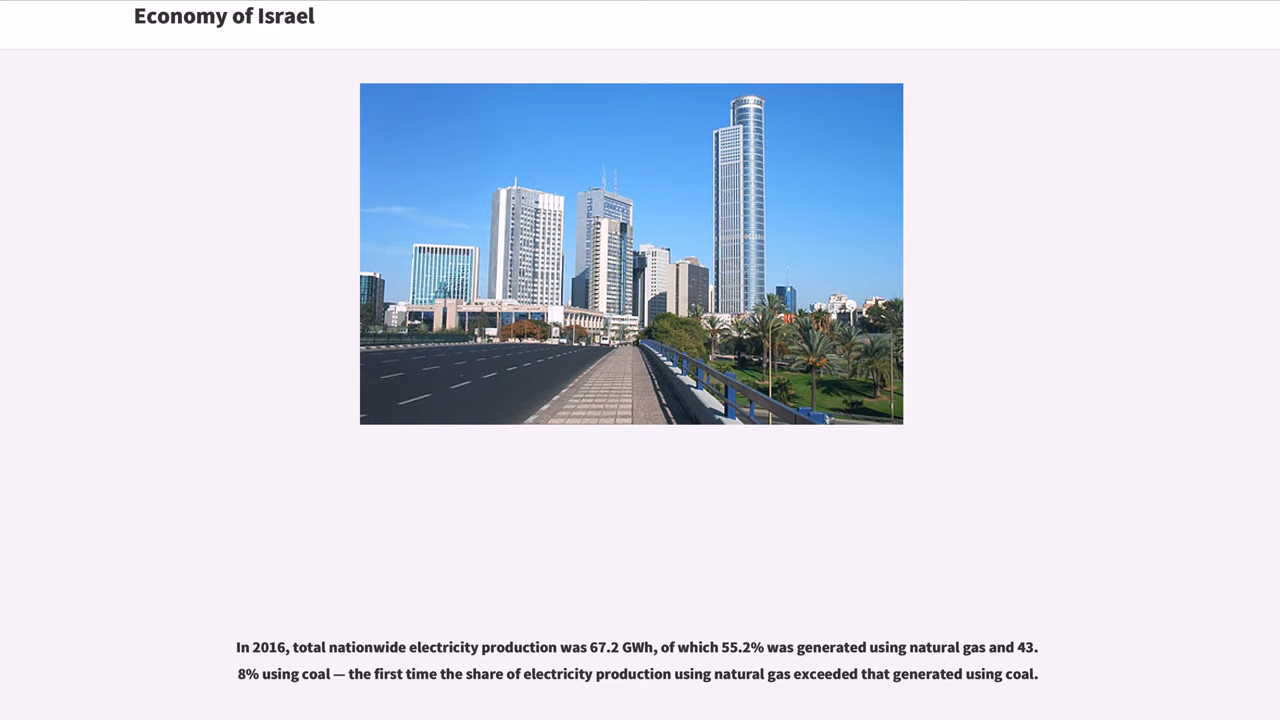 Economy of Israel
In 2016, total nationwide electricity production was 67.2 GWh, of which 55.2% was generated using natural gas and 43.
8% using coal — the first time the share of electricity production using natural gas exceeded that generated using coal.